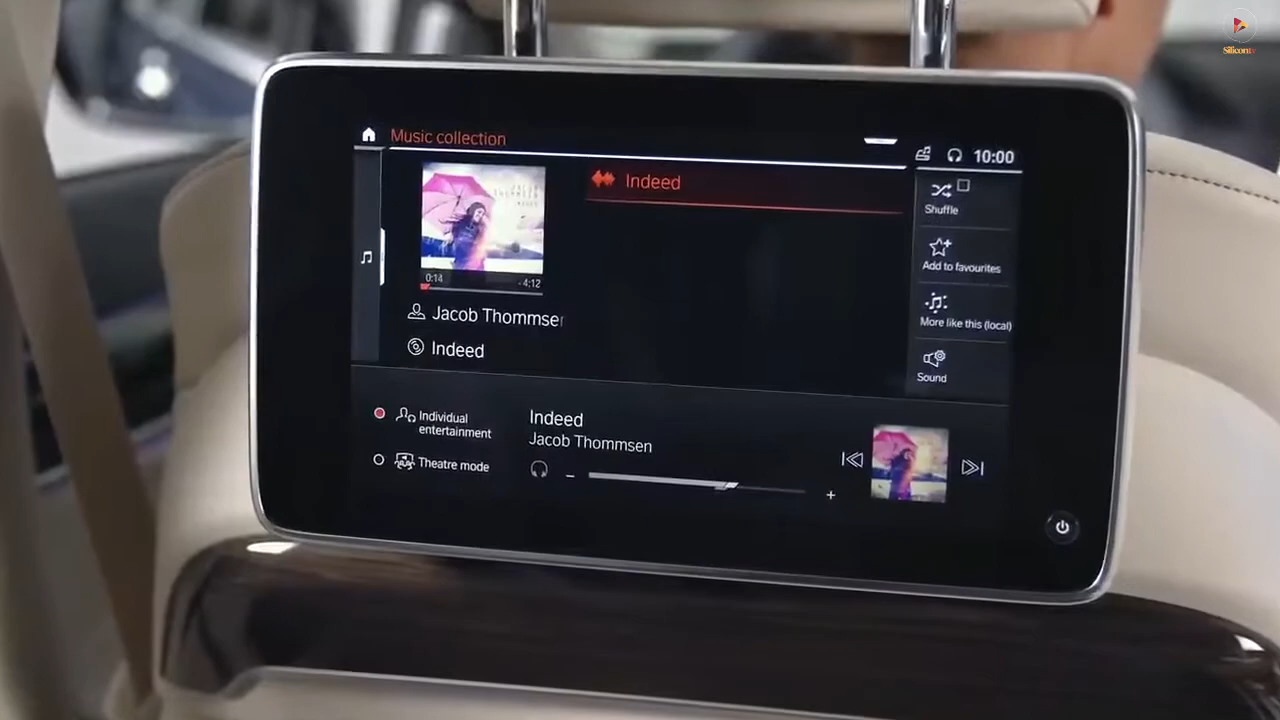 Silicontv
Music collection
10:00
Indeed
Shuffle
Add to favourites
More like this (local)
Sound
0:14
- 4:12
Jacob Thommsen
Indeed
Individual
entertainment
Theatre mode
Indeed
Jacob Thommsen